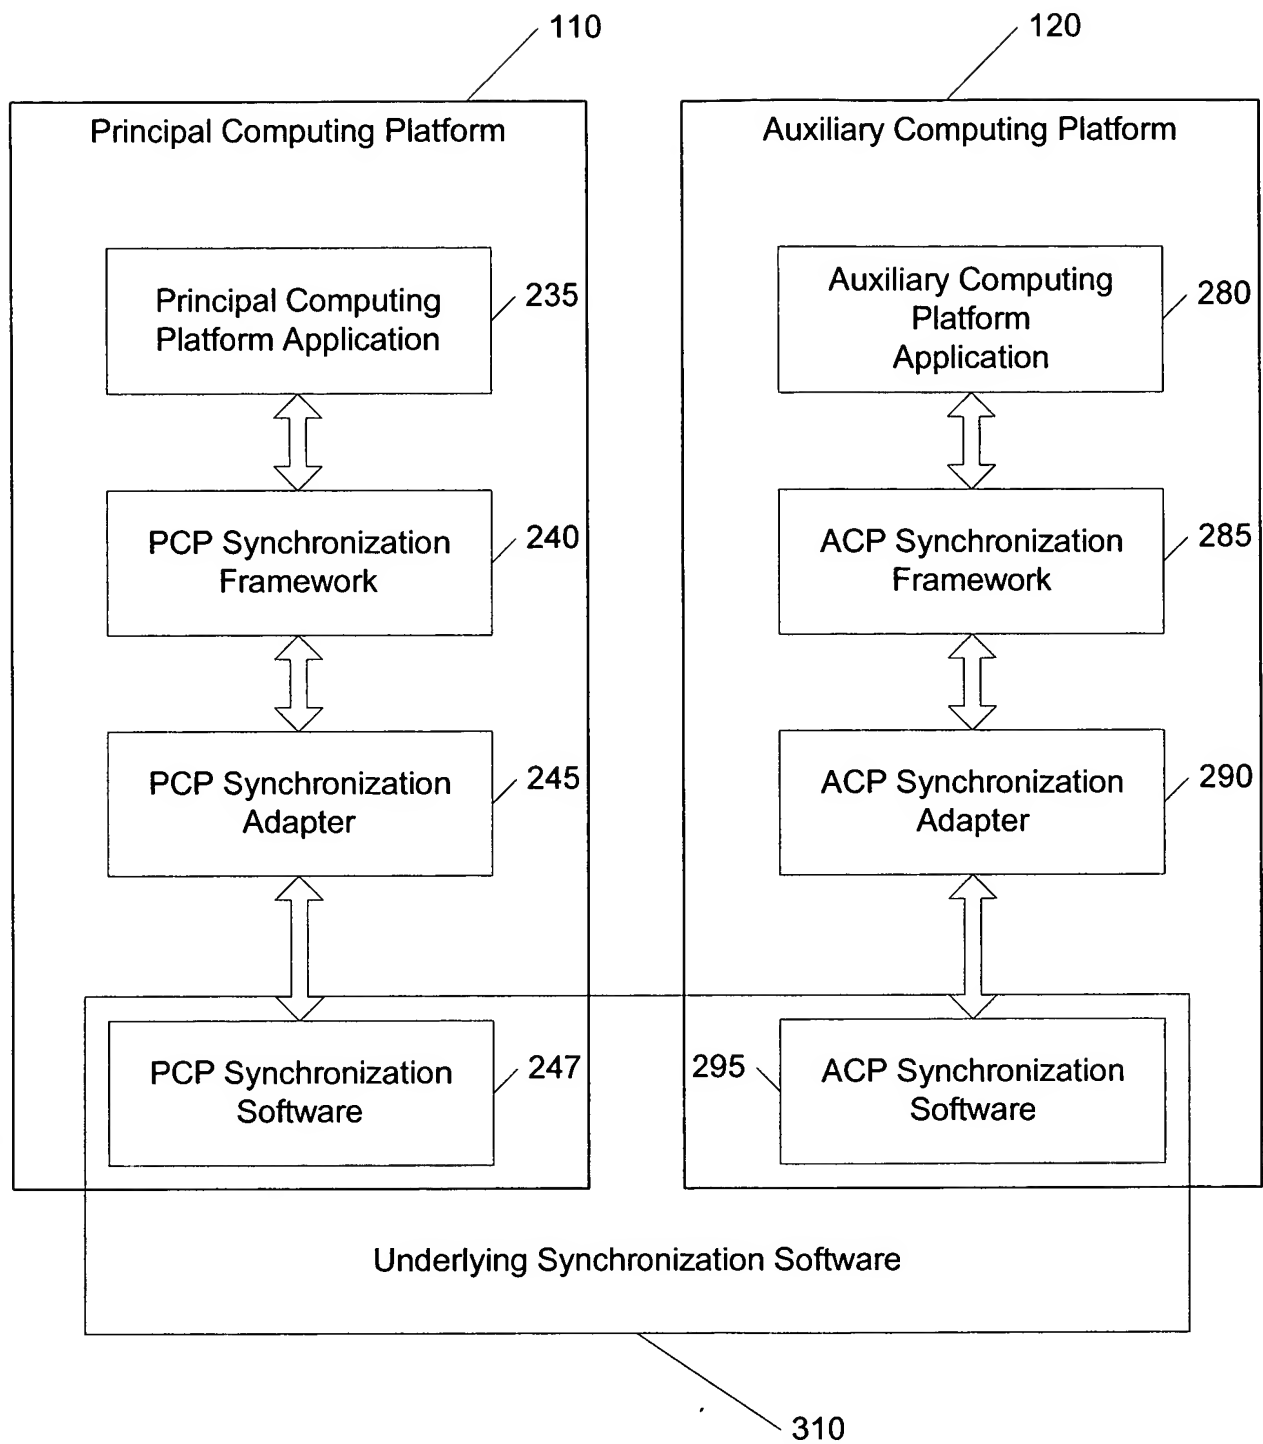 110
120
Principal Computing Platform
Auxiliary Computing Platform
Principal Computing
Platform Application
235
Auxiliary Computing
Platform
Application
280
PCP Synchronization
Framework
240
ACP Synchronization
Framework
285
PCP Synchronization
Adapter
245
ACP Synchronization
Adapter
290
PCP Synchronization
Software
247
295
ACP Synchronization
Software
Underlying Synchronization Software
310